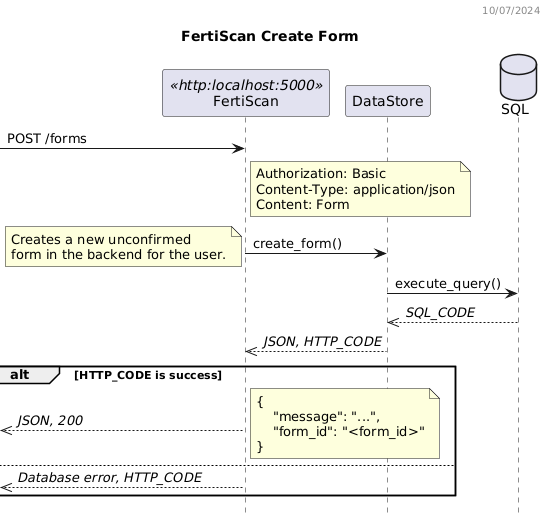 10/07/2024
FertiScan Create Form
«http:localhost:5000»
FertiScan
DataStore
SQL
POST /forms
Authorization: Basic
Content-Type: application/json
Content: Form
Creates a new unconfirmed
form in the backend for the user.
create_form()
execute_query()
SQL_CODE
JSON, HTTP_CODE
alt [HTTP_CODE is success]
{
"message": "...",
"form_id": "<form_id>"
}
JSON, 200
Database error, HTTP_CODE